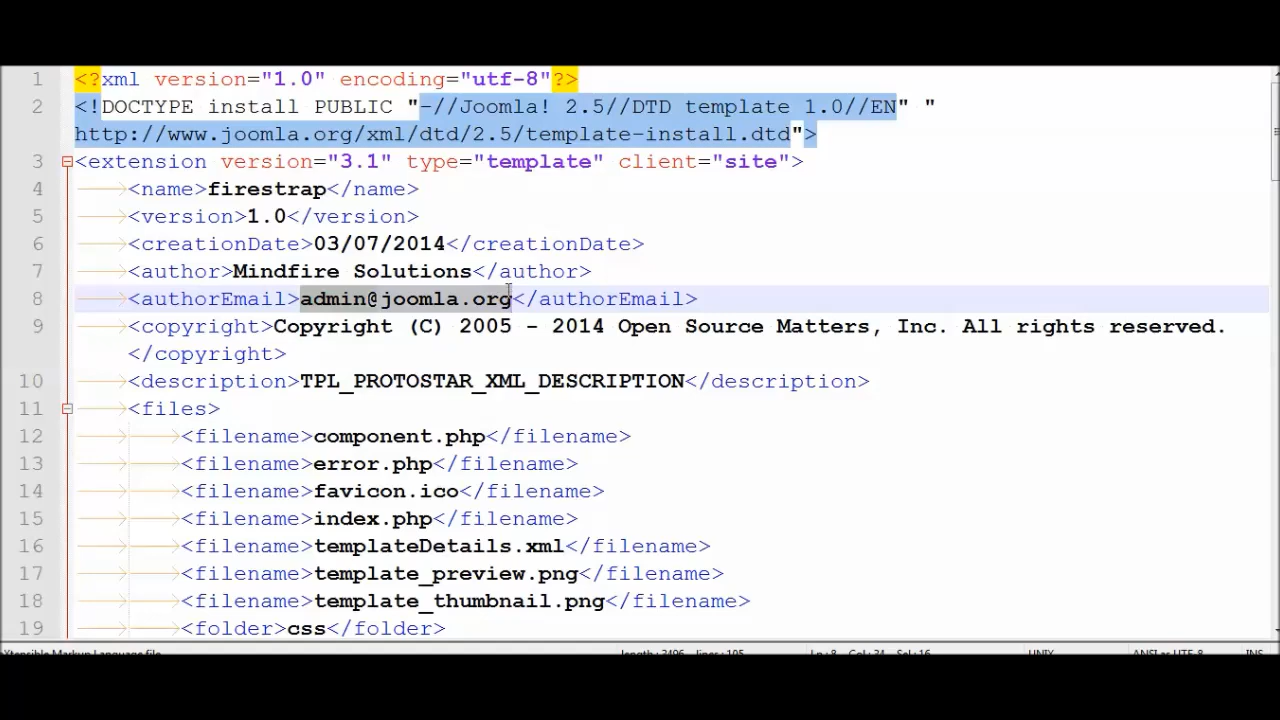 1 <?xml version="1.0" encoding="utf-8"?>
2 <!DOCTYPE install PUBLIC "-//Joomla! 2.5//DTD template 1.0//EN" "
http://www.joomla.org/xml/dtd/2.5/template-install.dtd">
3 <extension version="3.1" type="template" client="site">
4 <name>firestrap</name>
5 <version>1.0</version>
6 <creationDate>03/07/2014</creationDate>
7 <author>Mindfire Solutions</author>
8 <authorEmail>admin@joomla.org</authorEmail>
9 <copyright>Copyright (C) 2005 - 2014 Open Source Matters, Inc. All rights reserved.
</copyright>
10 <description>TPL_PROTOSTAR_XML_DESCRIPTION</description>
11 <files>
12 <filename>component.php</filename>
13 <filename>error.php</filename>
14 <filename>favicon.ico</filename>
15 <filename>index.php</filename>
16 <filename>templateDetails.xml</filename>
17 <filename>template_preview.png</filename>
18 <filename>template_thumbnail.png</filename>
19 <folder>css</folder>